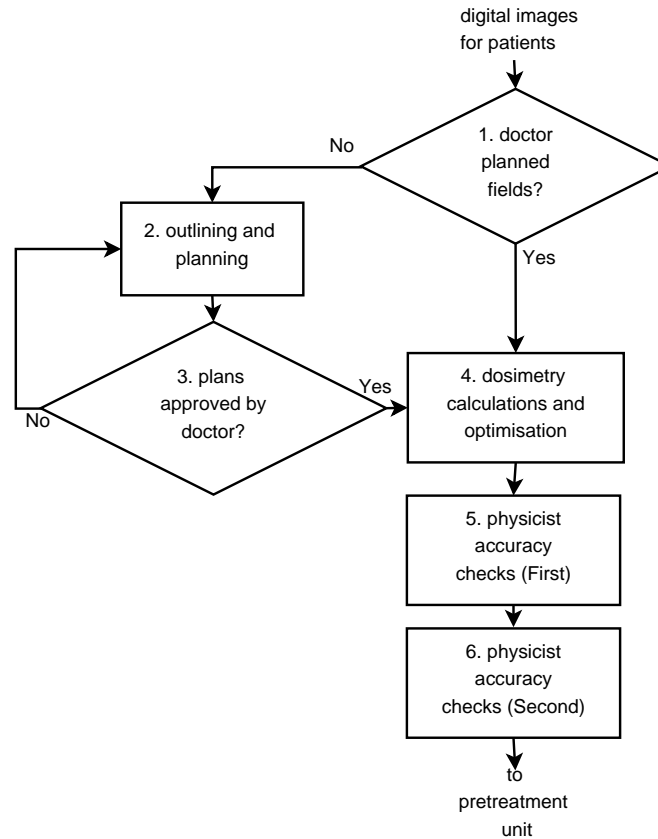 digital images
for patients
1. doctor
planned
fields?
No
Yes
2. outlining and
planning
3. plans
approved by
doctor?
No
Yes
4. dosimetry
calculations and
optimisation
5. physicist
accuracy
checks (First)
6. physicist
accuracy
checks (Second)
to
pretreatment
unit